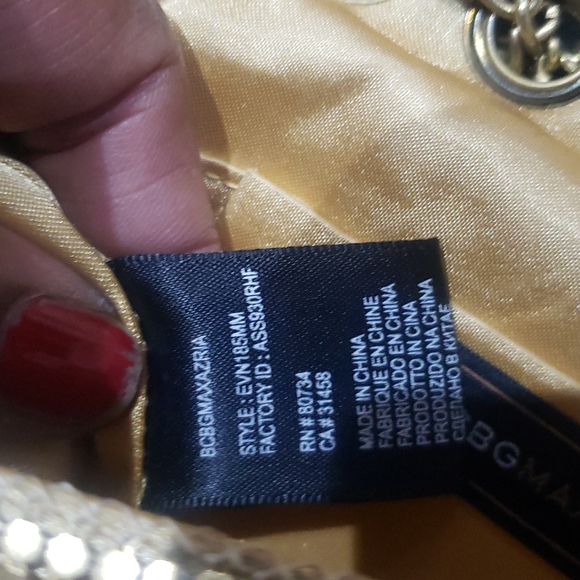 BCBGMAXAZRIA
STYLE : EVN185MM
FACTORY ID : ASS930RHF
RN # 80734
CA # 31458
MADE IN CHINA
FABRIQUE EN CHINE
FABRICADO EN CHINA
PRODOTTO IN CINA
PRODUZIDO NA CHINA
СДЕЛАНО В КИТАЕ
BGMAX